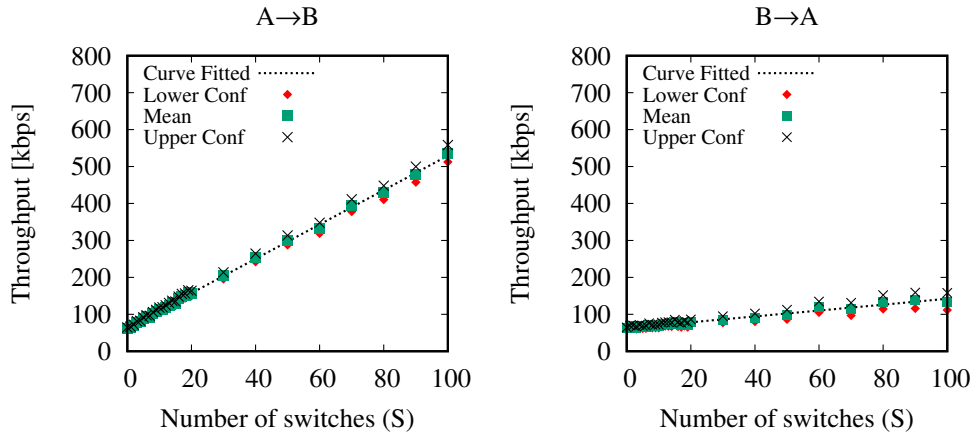 A→B
800
700
600
500
400
300
200
100
0
Throughput [kbps]
Curve Fitted
Lower Conf
Mean
Upper Conf
0 20 40 60 80 100
Number of switches (S)
B→A
800
700
600
500
400
300
200
100
0
Throughput [kbps]
Curve Fitted
Lower Conf
Mean
Upper Conf
0 20 40 60 80 100
Number of switches (S)